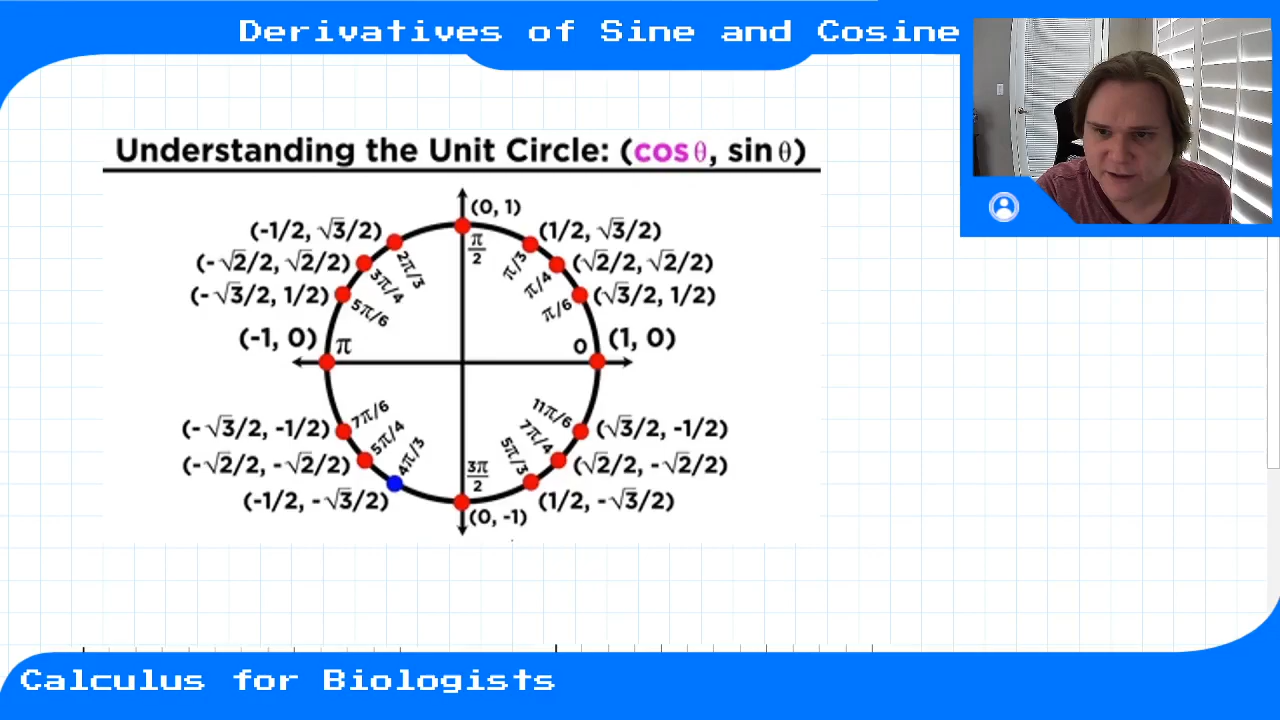 Derivatives of Sine and Cosine
Understanding the Unit Circle: (cos θ, sin θ)
(0, 1)
(-1/2, √3/2)
(1/2, √3/2)
π/2
2π/3
π/3
(-√2/2, √2/2)
(√2/2, √2/2)
3π/4
π/4
(-√3/2, 1/2)
(√3/2, 1/2)
5π/6
π/6
(-1, 0)
π
0
(1, 0)
7π/6
11π/6
(-√3/2, -1/2)
(√3/2, -1/2)
5π/4
7π/4
(-√2/2, -√2/2)
(√2/2, -√2/2)
4π/3
3π/2
5π/3
(-1/2, -√3/2)
(1/2, -√3/2)
(0, -1)
Calculus for Biologists